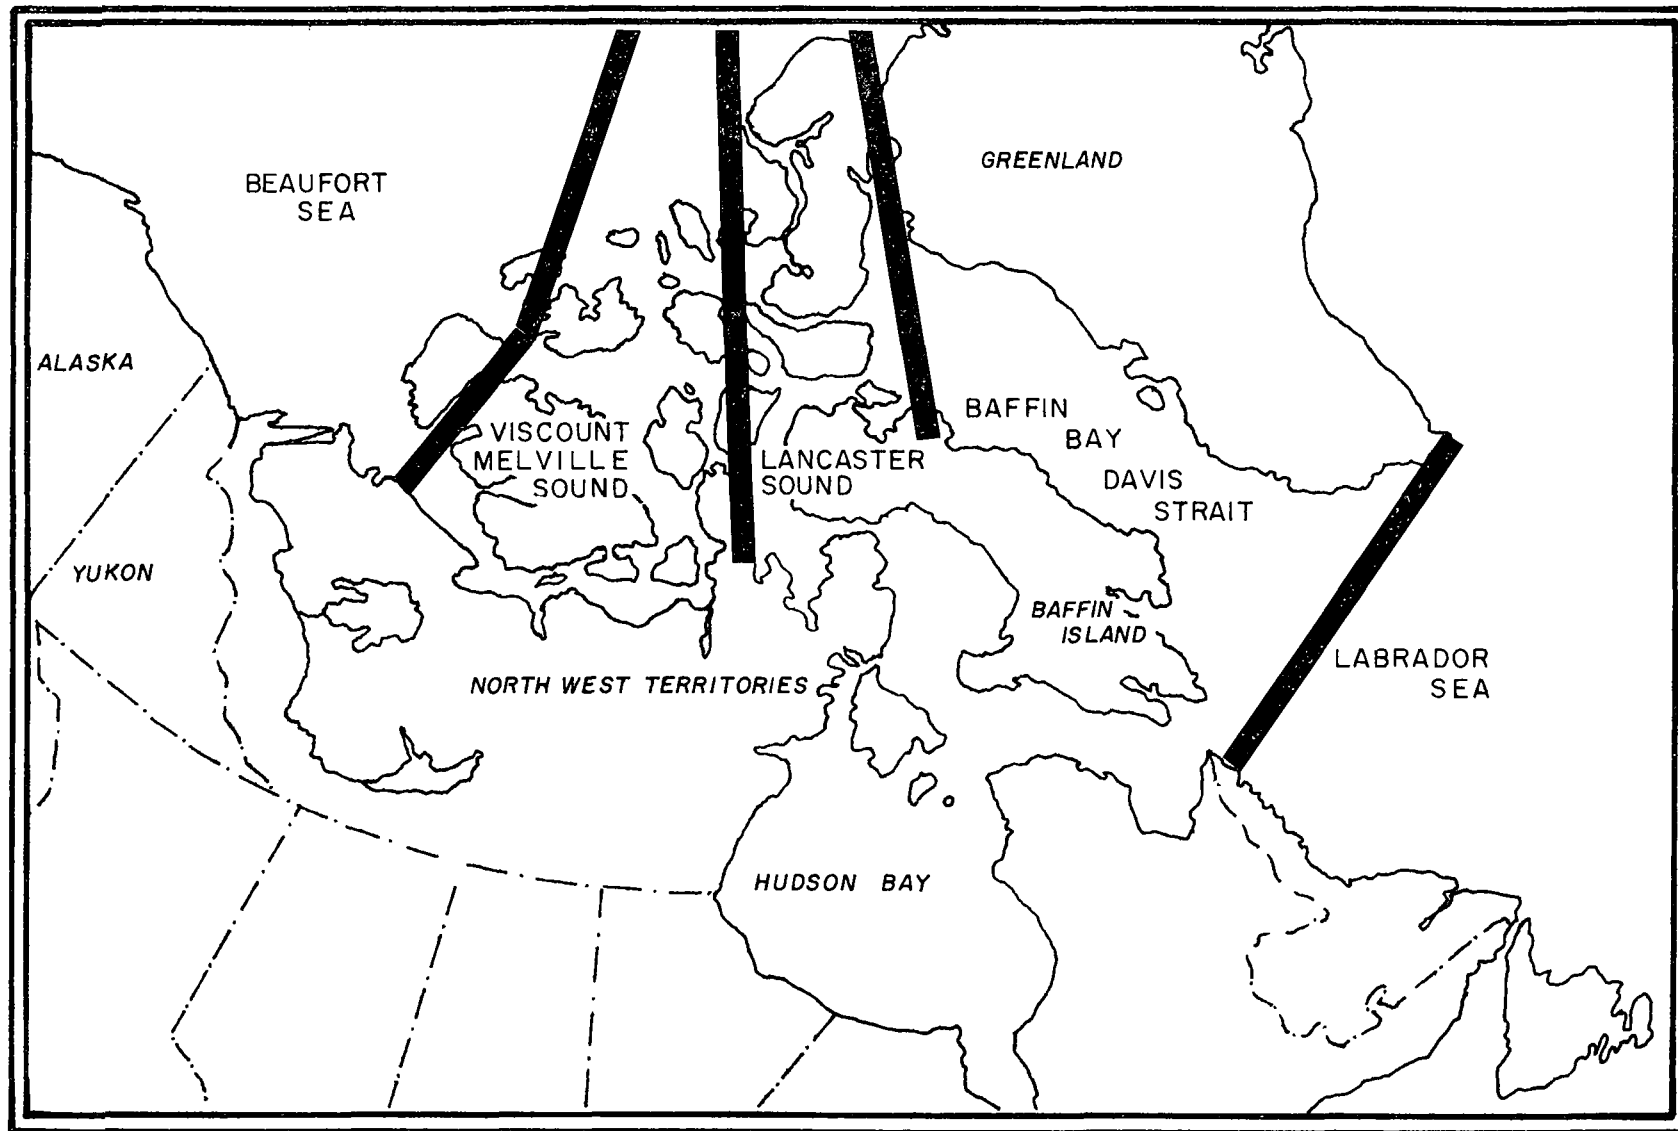 GREENLAND
BEAUFORT
SEA
ALASKA
BAFFIN
BAY
VISCOUNT
MELVILLE
SOUND
LANCASTER
SOUND
DAVIS
STRAIT
YUKON
BAFFIN
ISLAND
LABRADOR
SEA
NORTH WEST TERRITORIES
HUDSON BAY